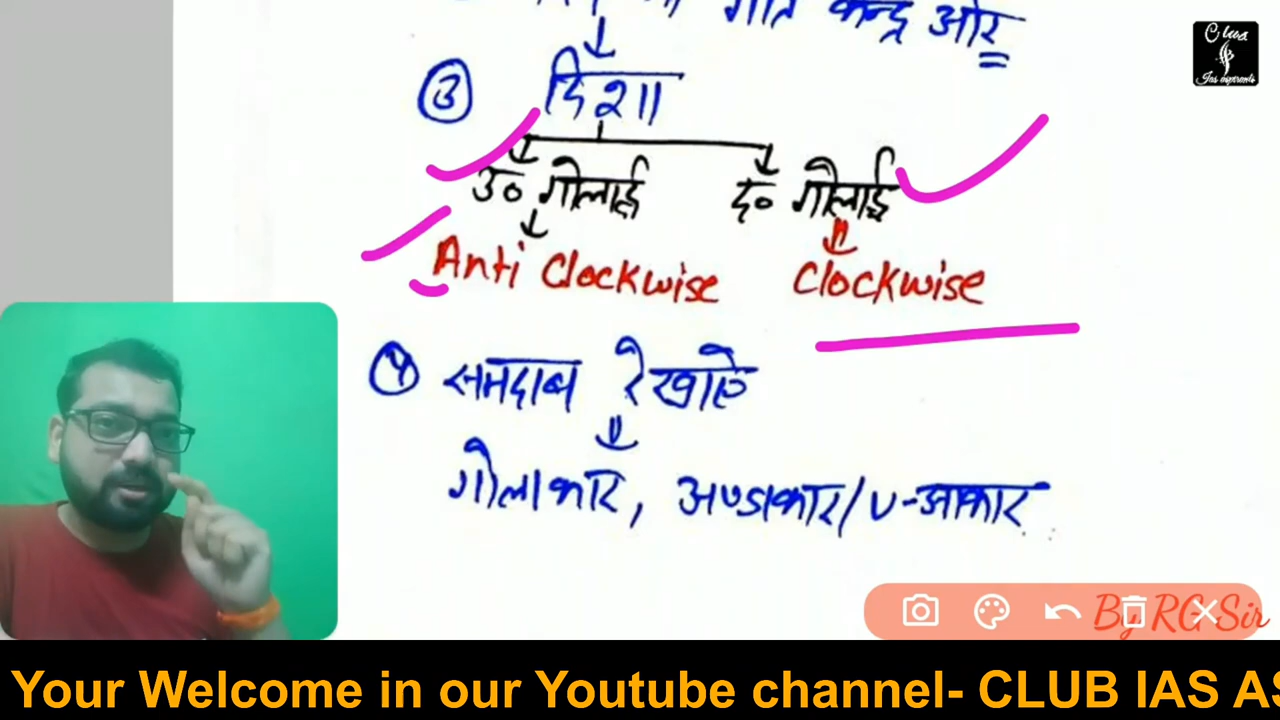 गति केन्द्र ओर
③ दिशा
उ० गोलार्द्ध द० गोलार्द्ध
Anti Clockwise Clockwise
④ समदाब रेखाएं
गोलाकार, अण्डाकार/V-आकार
Club
Ias aspirants
By RG Sir
Your Welcome in our Youtube channel- CLUB IAS AS